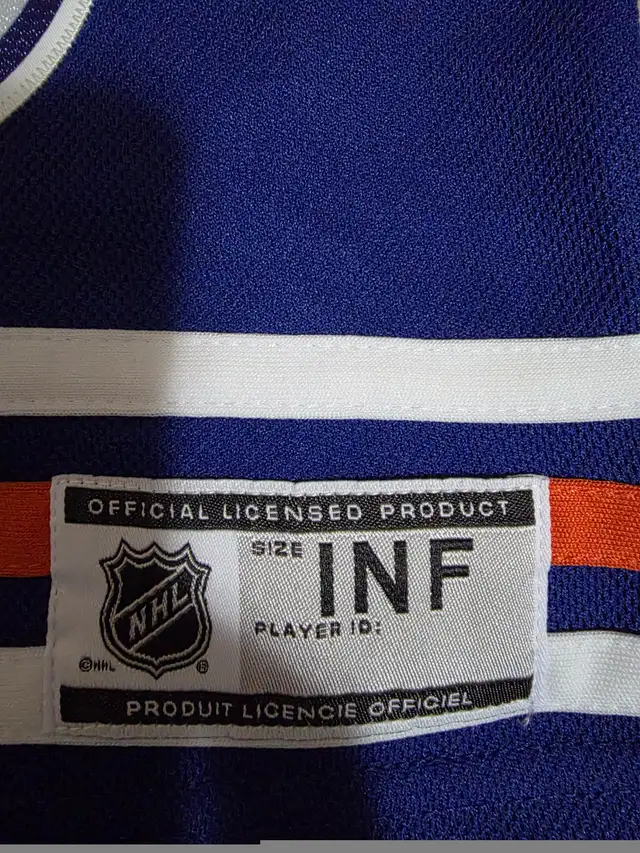 OFFICIAL LICENSED PRODUCT
SIZE INF
PLAYER ID:
NHL
©NHL ®
PRODUIT LICENCIE OFFICIEL